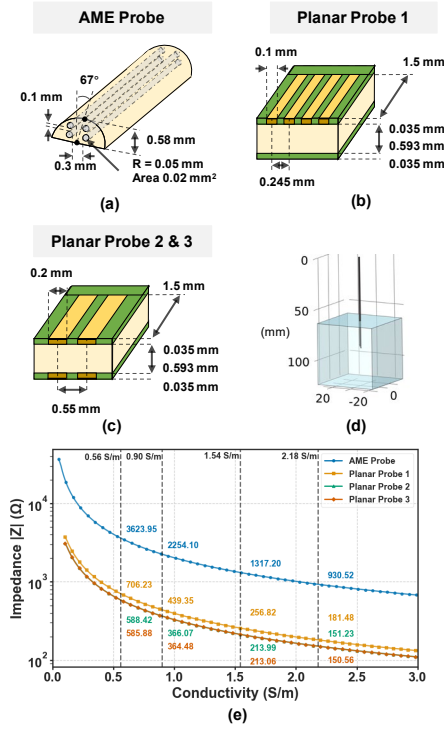 AME Probe
67°
0.1 mm
0.58 mm
0.3 mm
R = 0.05 mm
Area 0.02 mm²
(a)
Planar Probe 1
0.1 mm
1.5 mm
0.035 mm
0.593 mm
0.035 mm
0.245 mm
(b)
Planar Probe 2 & 3
0.2 mm
1.5 mm
0.035 mm
0.593 mm
0.035 mm
0.55 mm
(c)
0
50
(mm)
100
20
-20
0
(d)
Impedance |Z| (Ω)
10⁴
10³
10²
0.56 S/m
0.90 S/m
1.54 S/m
2.18 S/m
AME Probe
Planar Probe 1
Planar Probe 2
Planar Probe 3
3623.95
2254.10
1317.20
930.52
706.23
439.35
256.82
181.48
588.42
366.07
213.99
151.23
585.88
364.48
213.06
150.56
0.0
0.5
1.0
1.5
2.0
2.5
3.0
Conductivity (S/m)
(e)